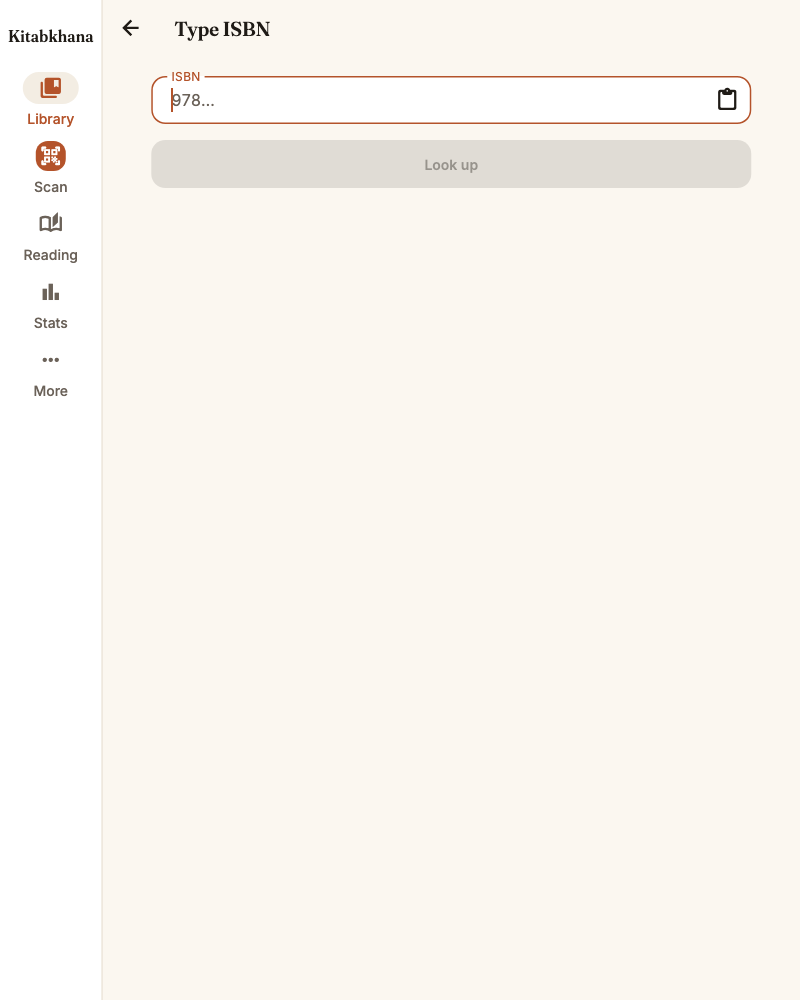 Kitabkhana
Library
Scan
Reading
Stats
More
Type ISBN
ISBN
978...
Look up